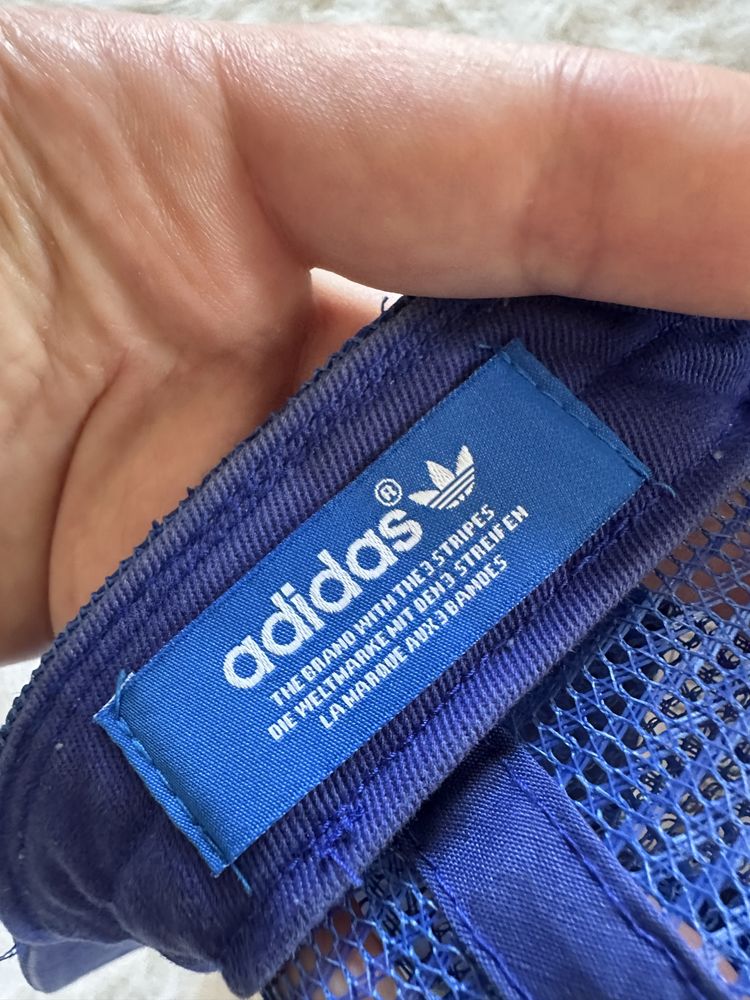 adidas®
THE BRAND WITH THE 3 STRIPES
DIE WELTMARKE MIT DEN 3 STREIFEN
LA MARQUE AUX 3 BANDES